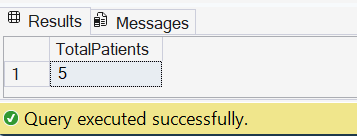 Results Messages
TotalPatients
1 5
Query executed successfully.